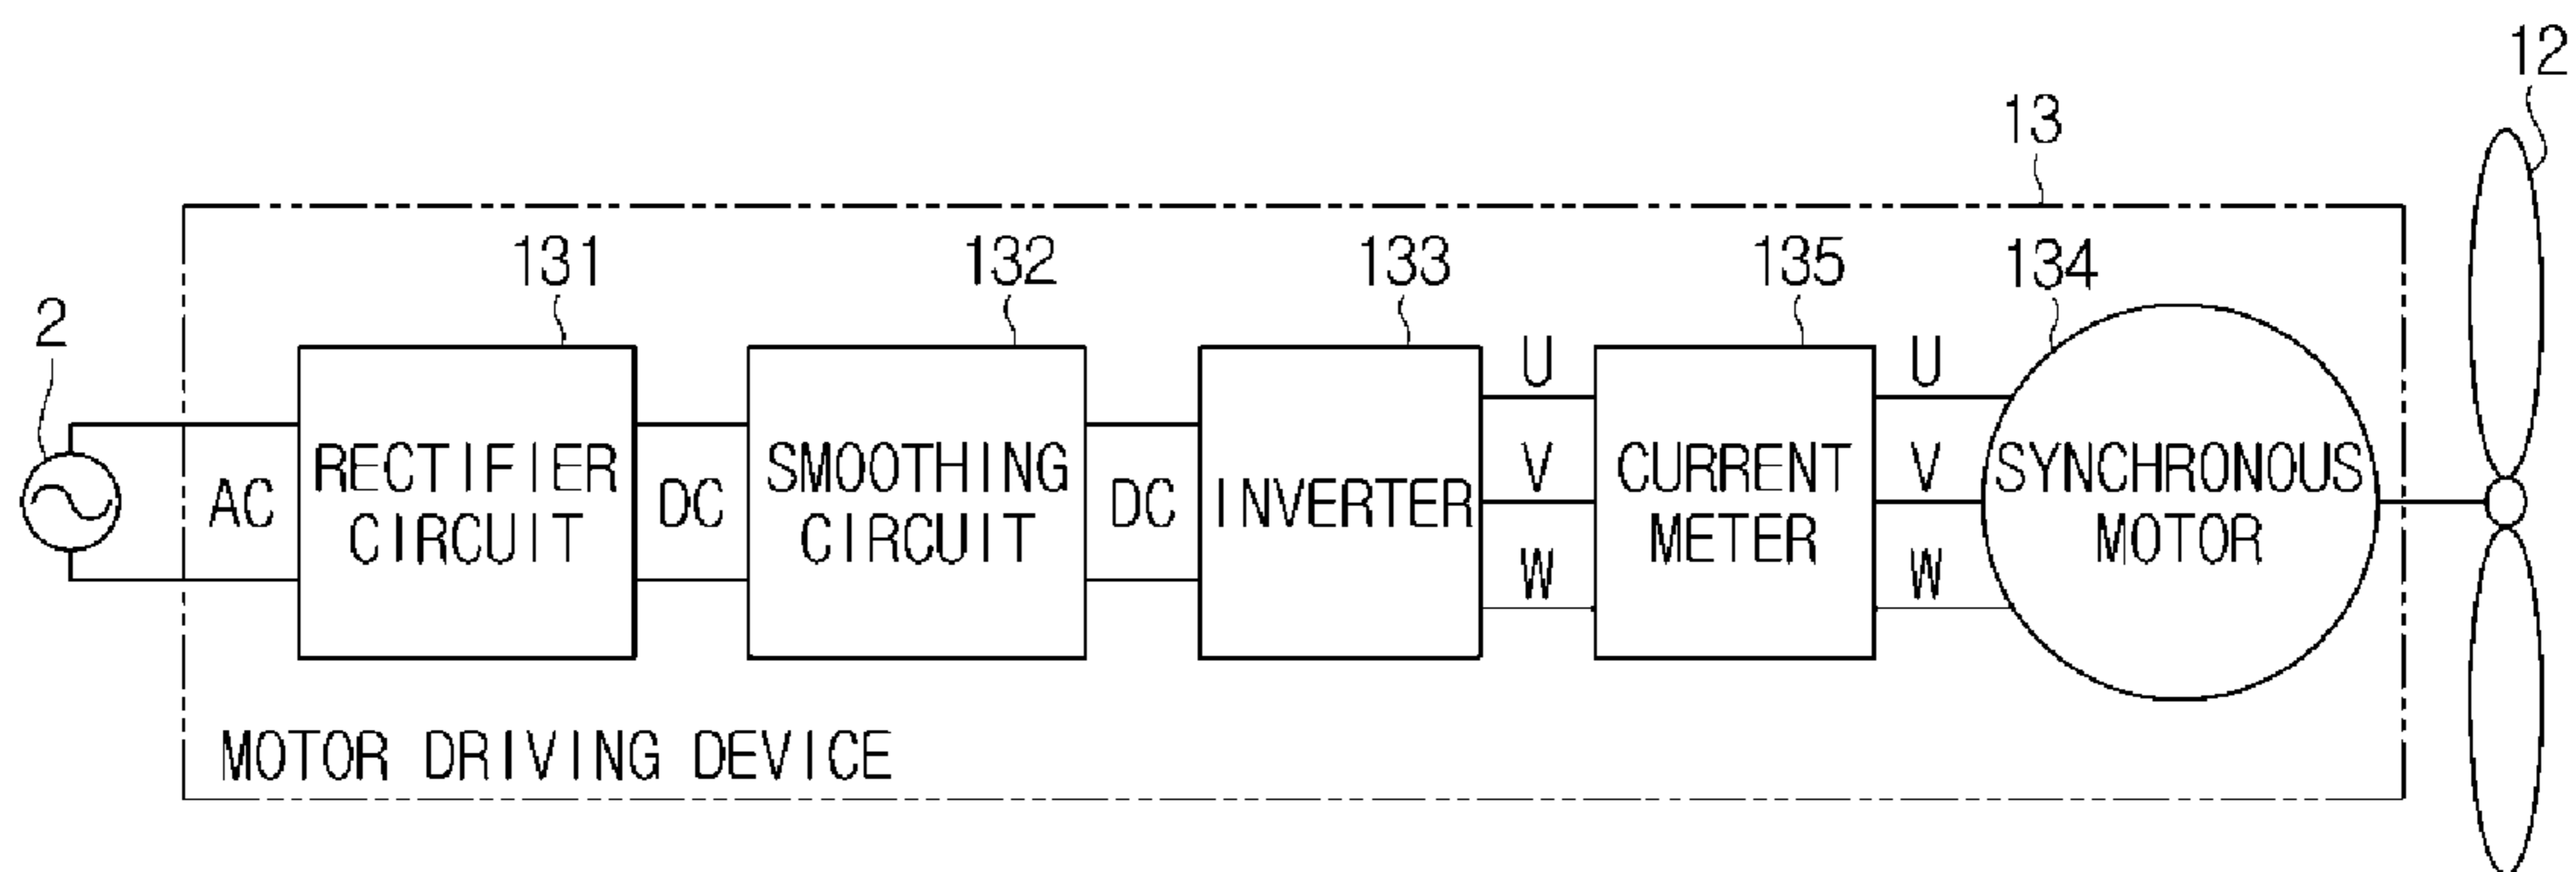 12
13
131
132
133
135
134
2
U
U
RECTIFIER
CIRCUIT
SMOOTHING
CIRCUIT
CURRENT
METER
SYNCHRONOUS
MOTOR
V
V
AC
DC
DC
INVERTER
W
W
MOTOR DRIVING DEVICE